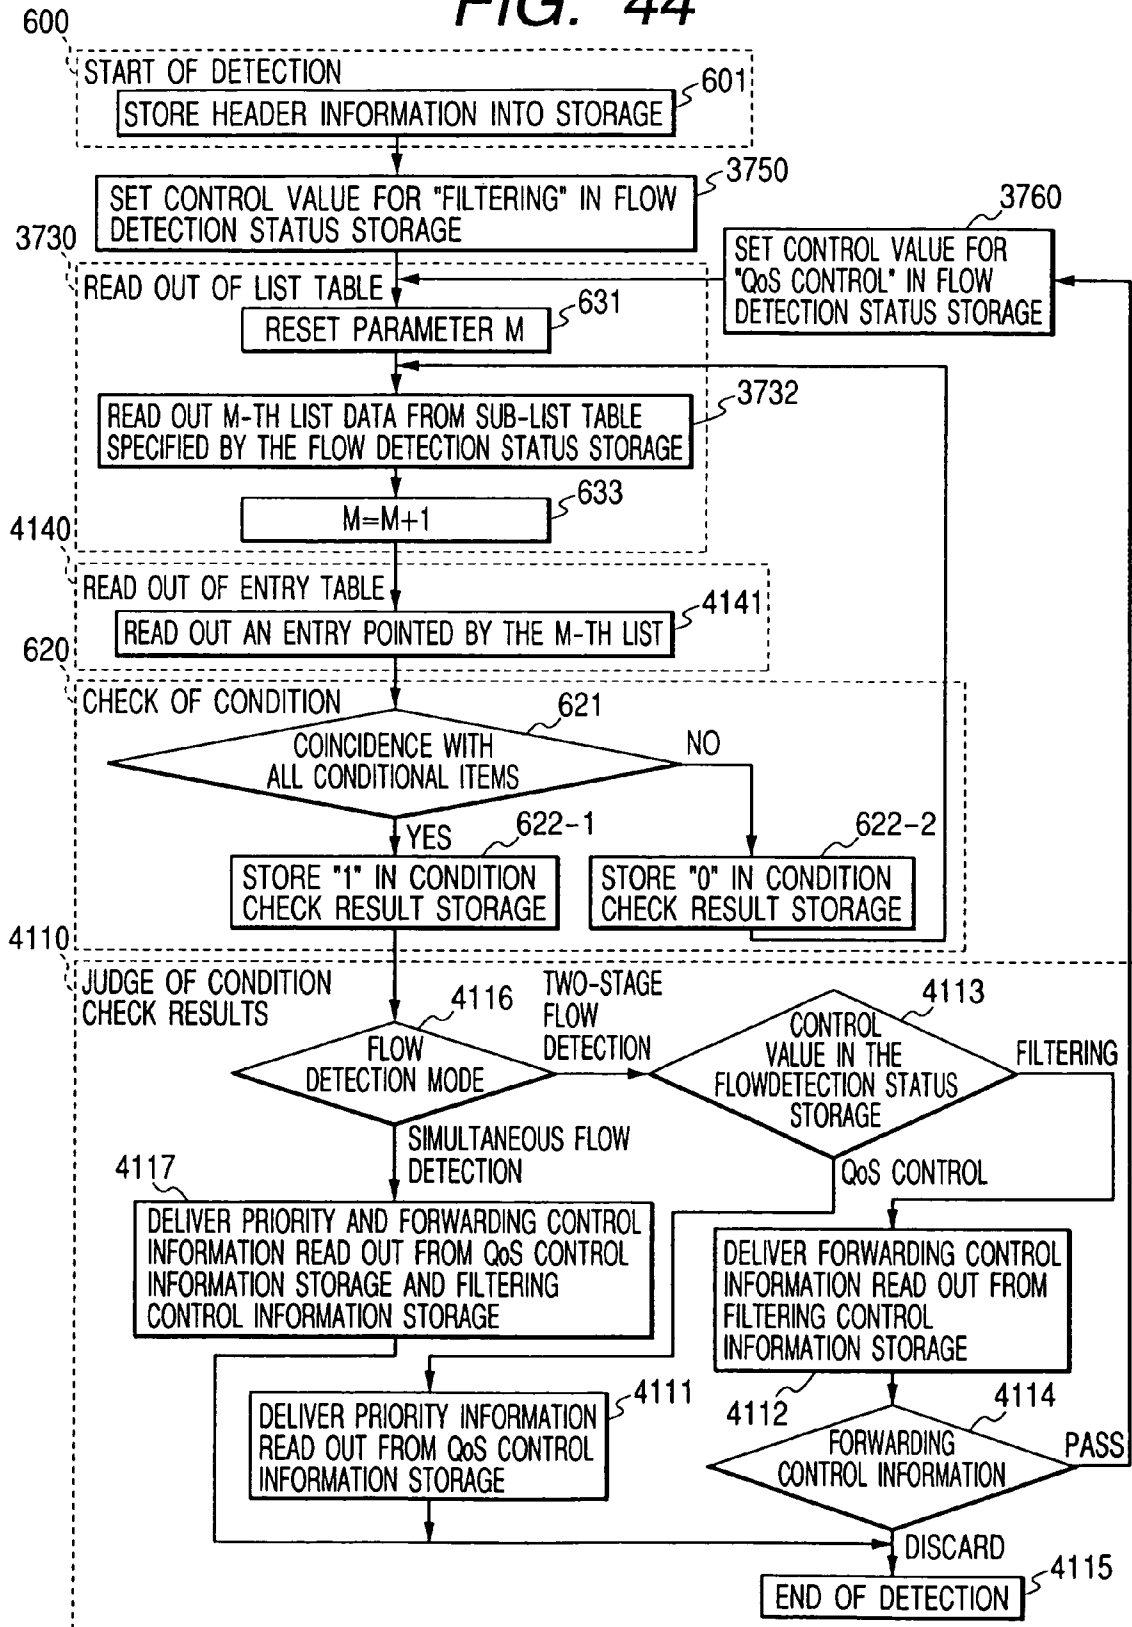 FIG. 44
600
START OF DETECTION
601
STORE HEADER INFORMATION INTO STORAGE
3750
SET CONTROL VALUE FOR "FILTERING" IN FLOW
DETECTION STATUS STORAGE
3760
SET CONTROL VALUE FOR
"QoS CONTROL" IN FLOW
DETECTION STATUS STORAGE
3730
READ OUT OF LIST TABLE
631
RESET PARAMETER M
3732
READ OUT M-TH LIST DATA FROM SUB-LIST TABLE
SPECIFIED BY THE FLOW DETECTION STATUS STORAGE
633
M=M+1
4140
READ OUT OF ENTRY TABLE
4141
READ OUT AN ENTRY POINTED BY THE M-TH LIST
620
CHECK OF CONDITION
621
COINCIDENCE WITH
ALL CONDITIONAL ITEMS
NO
YES
622-1
STORE "1" IN CONDITION
CHECK RESULT STORAGE
622-2
STORE "0" IN CONDITION
CHECK RESULT STORAGE
4110
JUDGE OF CONDITION
CHECK RESULTS
4116
FLOW
DETECTION MODE
TWO-STAGE
FLOW
DETECTION
4113
CONTROL
VALUE IN THE
FLOWDETECTION STATUS
STORAGE
FILTERING
SIMULTANEOUS FLOW
DETECTION
QoS CONTROL
4117
DELIVER PRIORITY AND FORWARDING CONTROL
INFORMATION READ OUT FROM QoS CONTROL
INFORMATION STORAGE AND FILTERING
CONTROL INFORMATION STORAGE
DELIVER FORWARDING CONTROL
INFORMATION READ OUT FROM
FILTERING CONTROL
INFORMATION STORAGE
4112
4111
DELIVER PRIORITY INFORMATION
READ OUT FROM QoS CONTROL
INFORMATION STORAGE
4114
FORWARDING
CONTROL INFORMATION
PASS
DISCARD
4115
END OF DETECTION